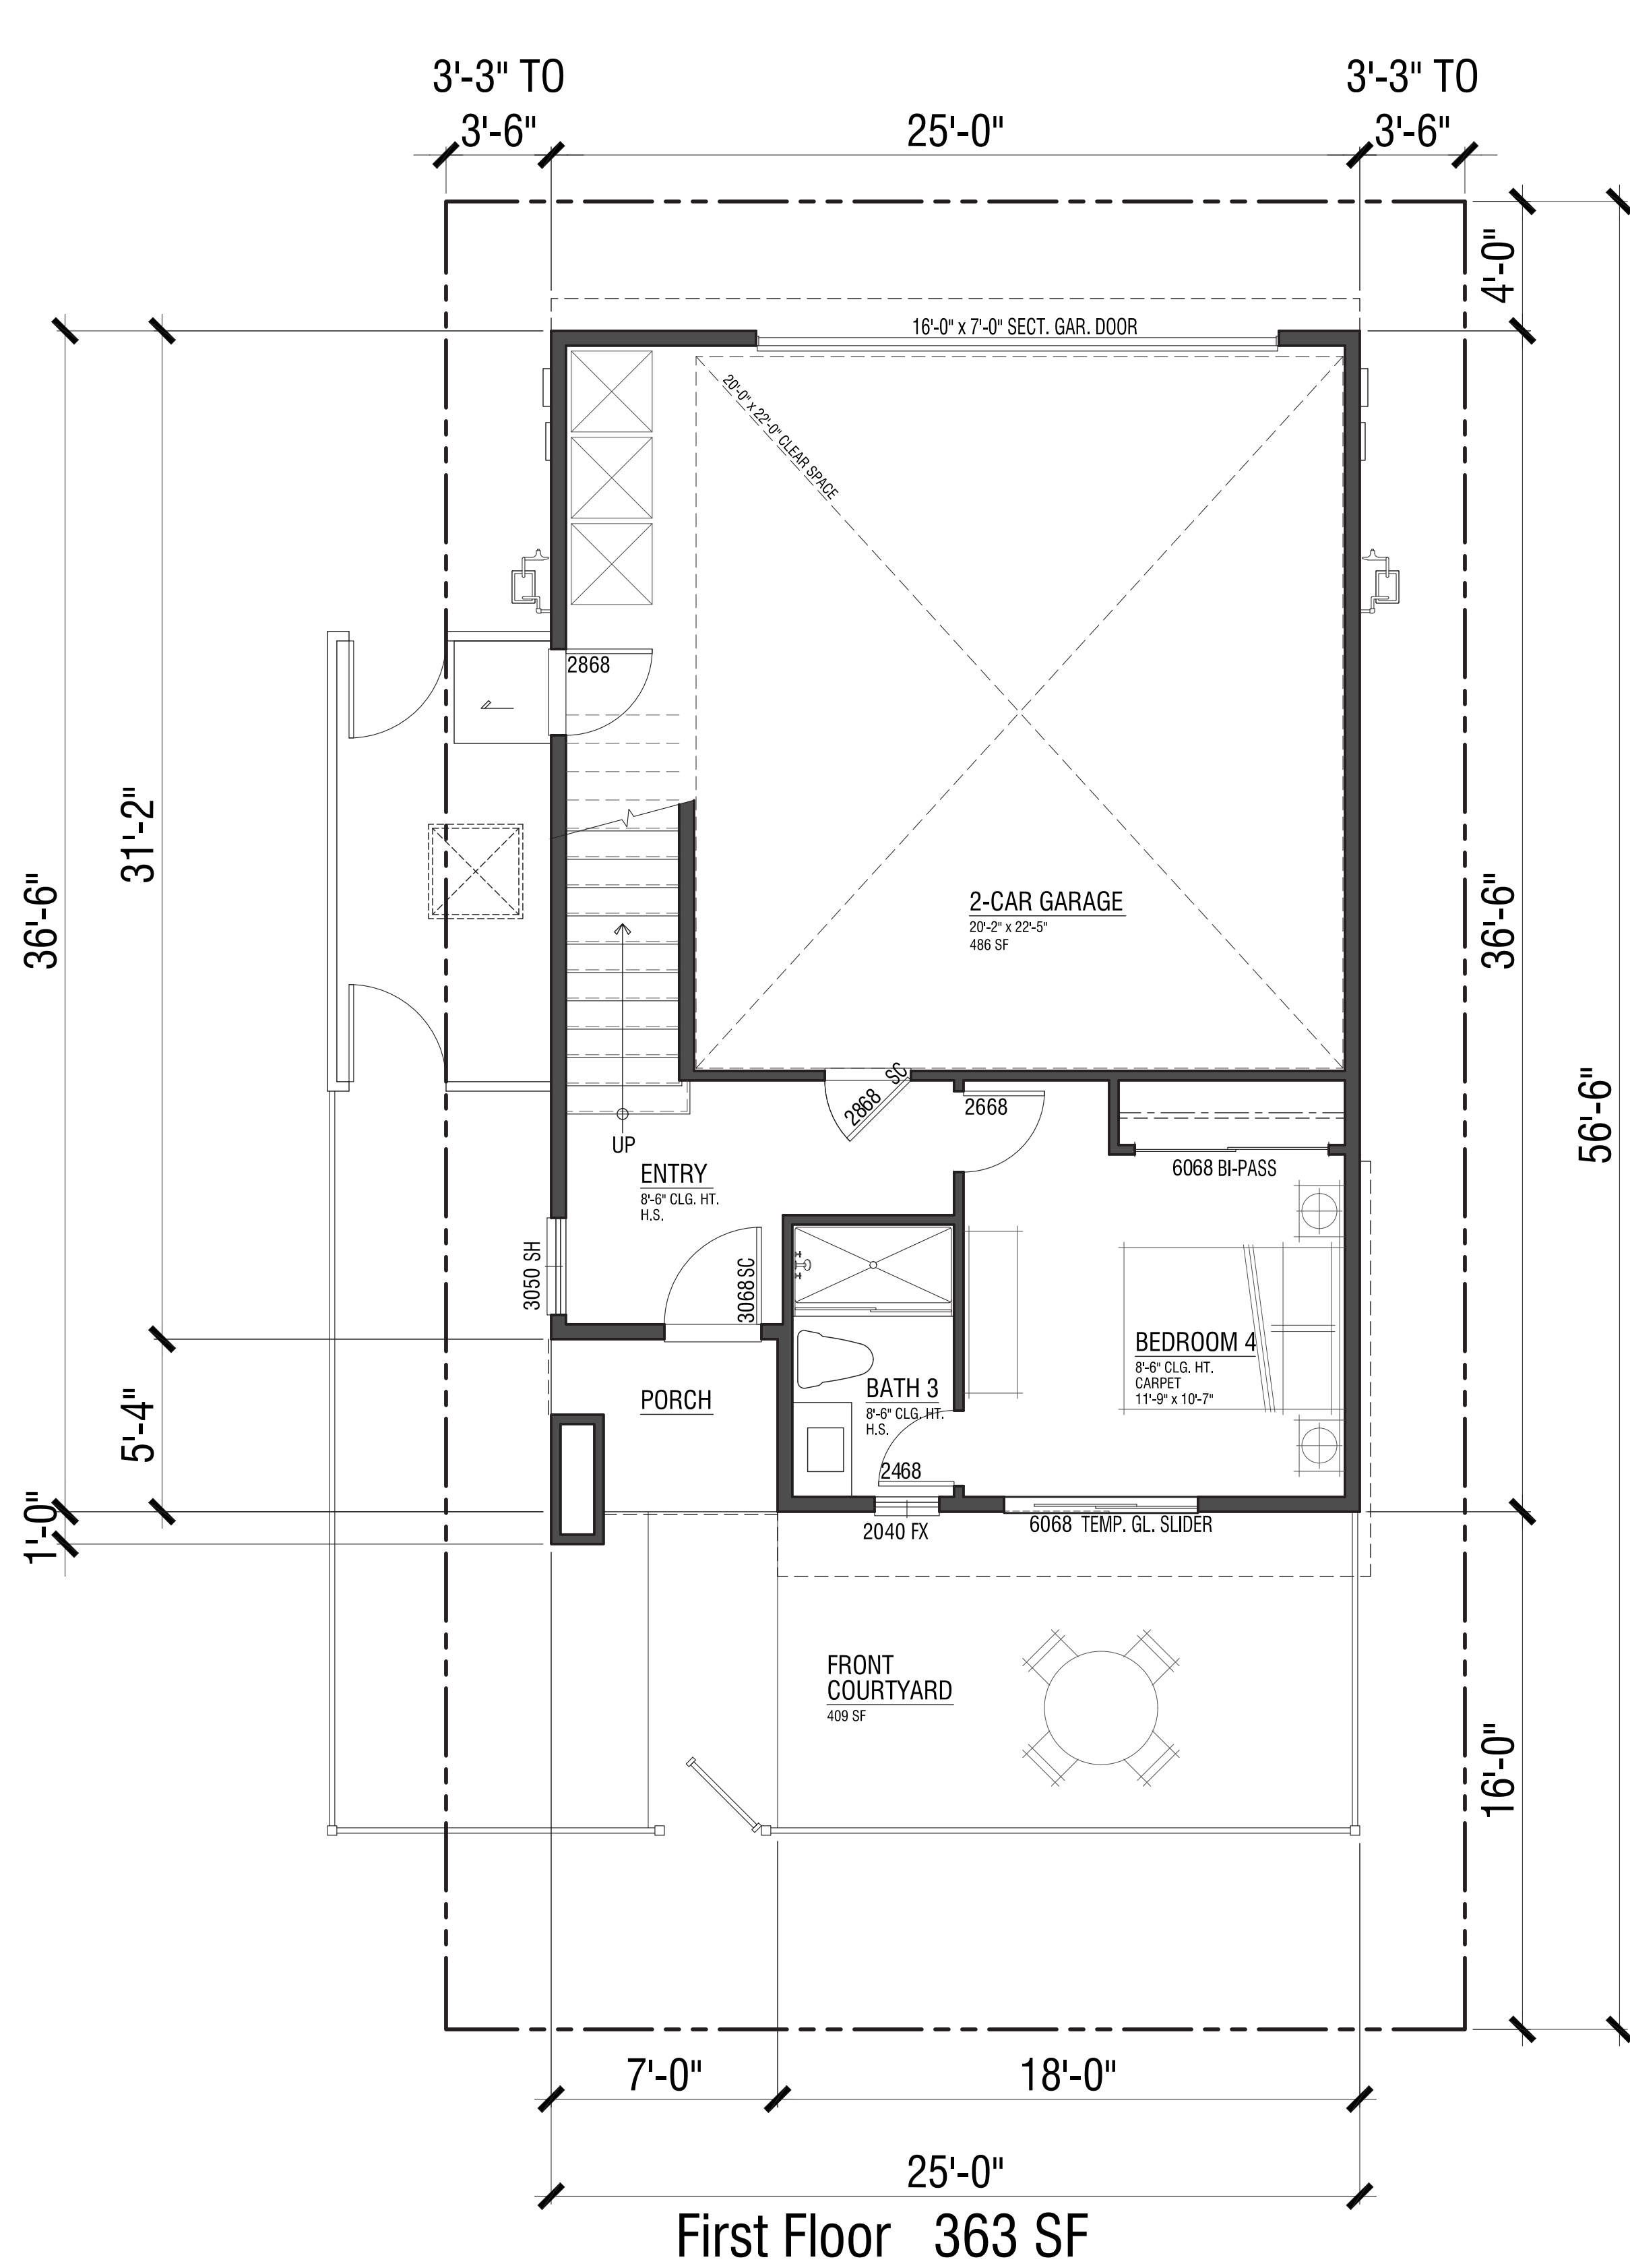 3'-3" TO
3'-6"
25'-0"
3'-3" TO
3'-6"
4'-0"
16'-0" x 7'-0" SECT. GAR. DOOR
20'-0" x 22'-0" CLEAR SPACE
2868
31'-2"
36'-6"
2-CAR GARAGE
20'-2" x 22'-5"
486 SF
36'-6"
56'-6"
2868 SC
2668
UP
ENTRY
8'-6" CLG. HT.
H.S.
6068 BI-PASS
3050 SH
3068 SC
BEDROOM 4
8'-6" CLG. HT.
CARPET
11'-9" x 10'-7"
BATH 3
8'-6" CLG. HT.
H.S.
PORCH
5'-4"
2468
1'-0"
2040 FX
6068 TEMP. GL. SLIDER
FRONT
COURTYARD
409 SF
16'-0"
7'-0"
18'-0"
25'-0"
First Floor 363 SF